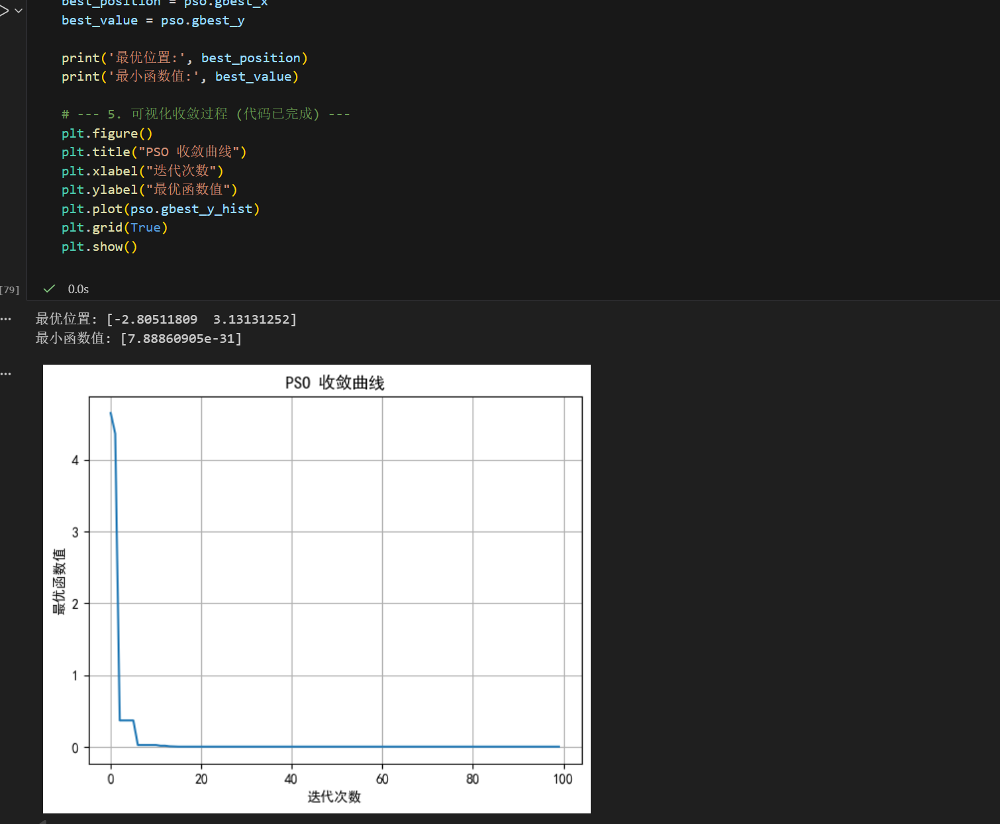 best_position = pso.gbest_x
best_value = pso.gbest_y
print('最优位置:', best_position)
print('最小函数值:', best_value)
# --- 5. 可视化收敛过程 (代码已完成) ---
plt.figure()
plt.title("PSO 收敛曲线")
plt.xlabel("迭代次数")
plt.ylabel("最优函数值")
plt.plot(pso.gbest_y_hist)
plt.grid(True)
plt.show()
[79]
0.0s
最优位置: [-2.80511809  3.13131252]
最小函数值: [7.88860905e-31]
PSO 收敛曲线
最优函数值
4
3
2
1
0
0 20 40 60 80 100
迭代次数